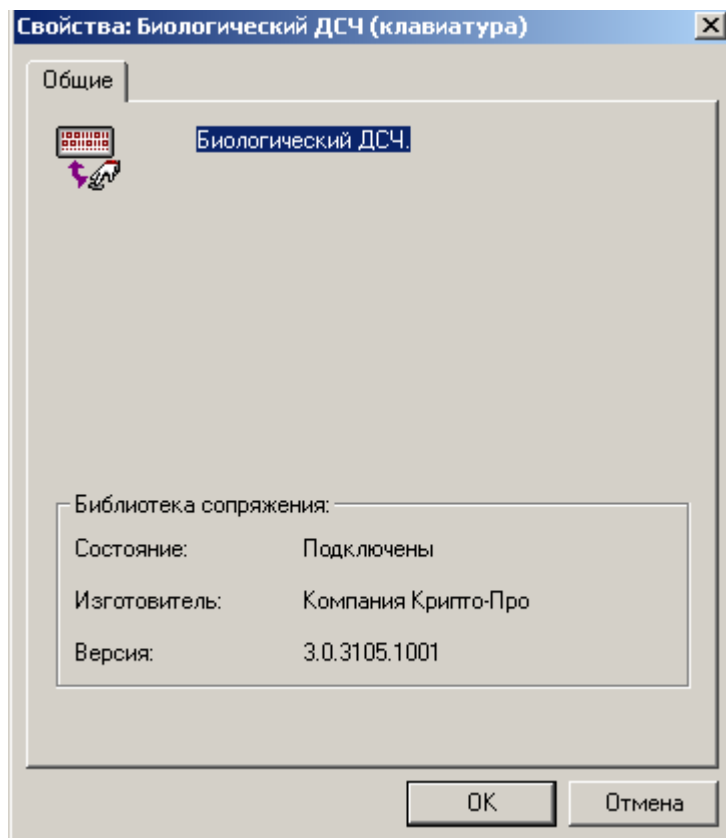 Свойства: Биологический ДСЧ (клавиатура)
Общие
Биологический ДСЧ.
Библиотека сопряжения:
Состояние: Подключены
Изготовитель: Компания Крипто-Про
Версия: 3.0.3105.1001
OK Отмена